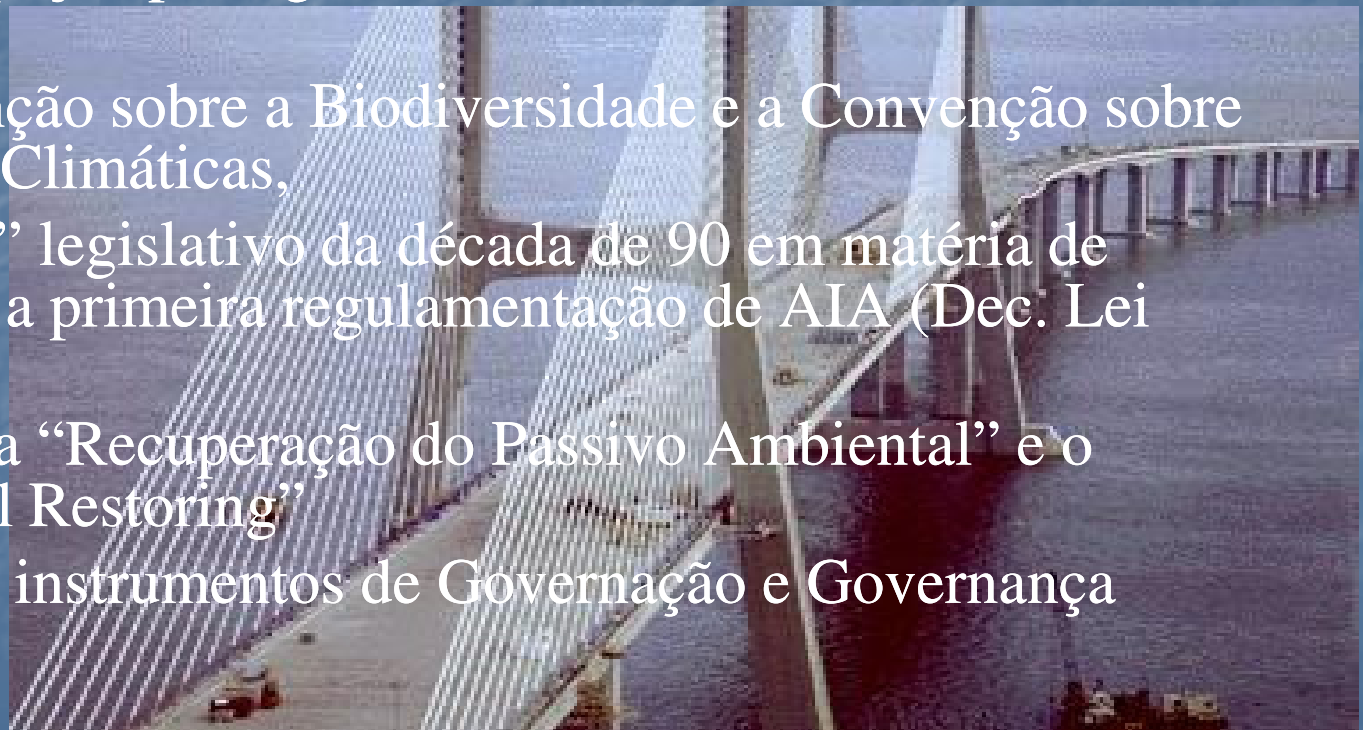 ção sobre a Biodiversidade e a Convenção sobre
Climáticas,
” legislativo da década de 90 em matéria de
a primeira regulamentação de AIA (Dec. Lei
a “Recuperação do Passivo Ambiental” e o
l Restoring”
instrumentos de Governação e Governança